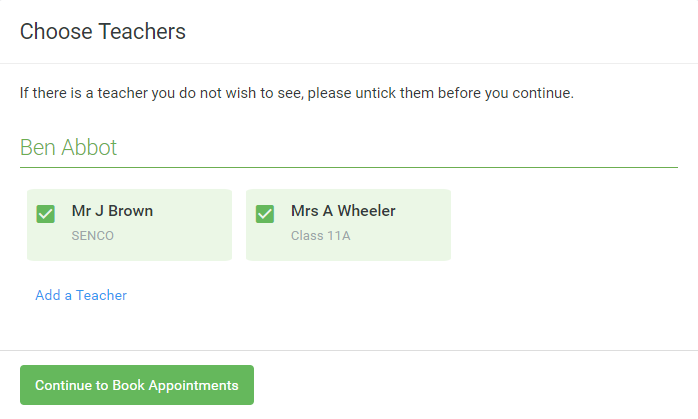 Choose Teachers
If there is a teacher you do not wish to see, please untick them before you continue.
Ben Abbot
Mr J Brown
SENCO
Mrs A Wheeler
Class 11A
Add a Teacher
Continue to Book Appointments